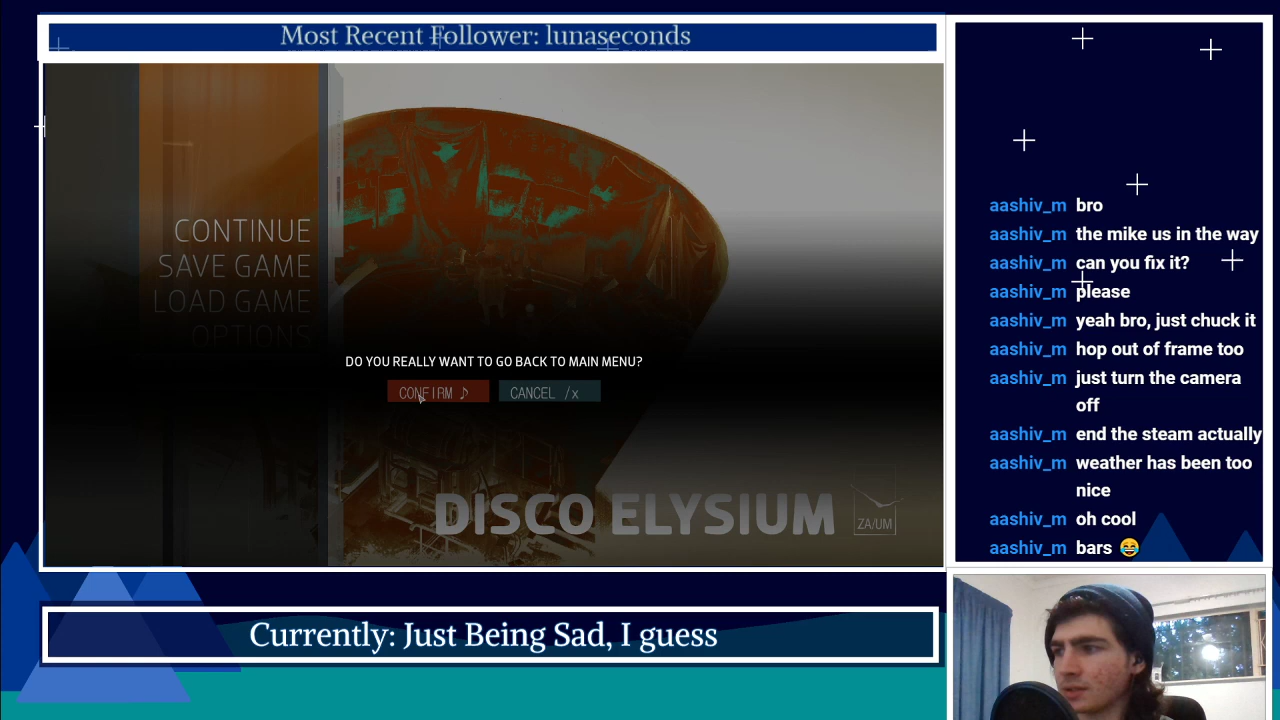 Most Recent Follower: lunaseconds
CONTINUE
SAVE GAME
LOAD GAME
OPTIONS
DO YOU REALLY WANT TO GO BACK TO MAIN MENU?
CONFIRM ♪
CANCEL /x
DISCO ELYSIUM
ZA/UM
aashiv_m bro
aashiv_m the mike us in the way
aashiv_m can you fix it?
aashiv_m please
aashiv_m yeah bro, just chuck it
aashiv_m hop out of frame too
aashiv_m just turn the camera
off
aashiv_m end the steam actually
aashiv_m weather has been too
nice
aashiv_m oh cool
aashiv_m bars 😂
Currently: Just Being Sad, I guess